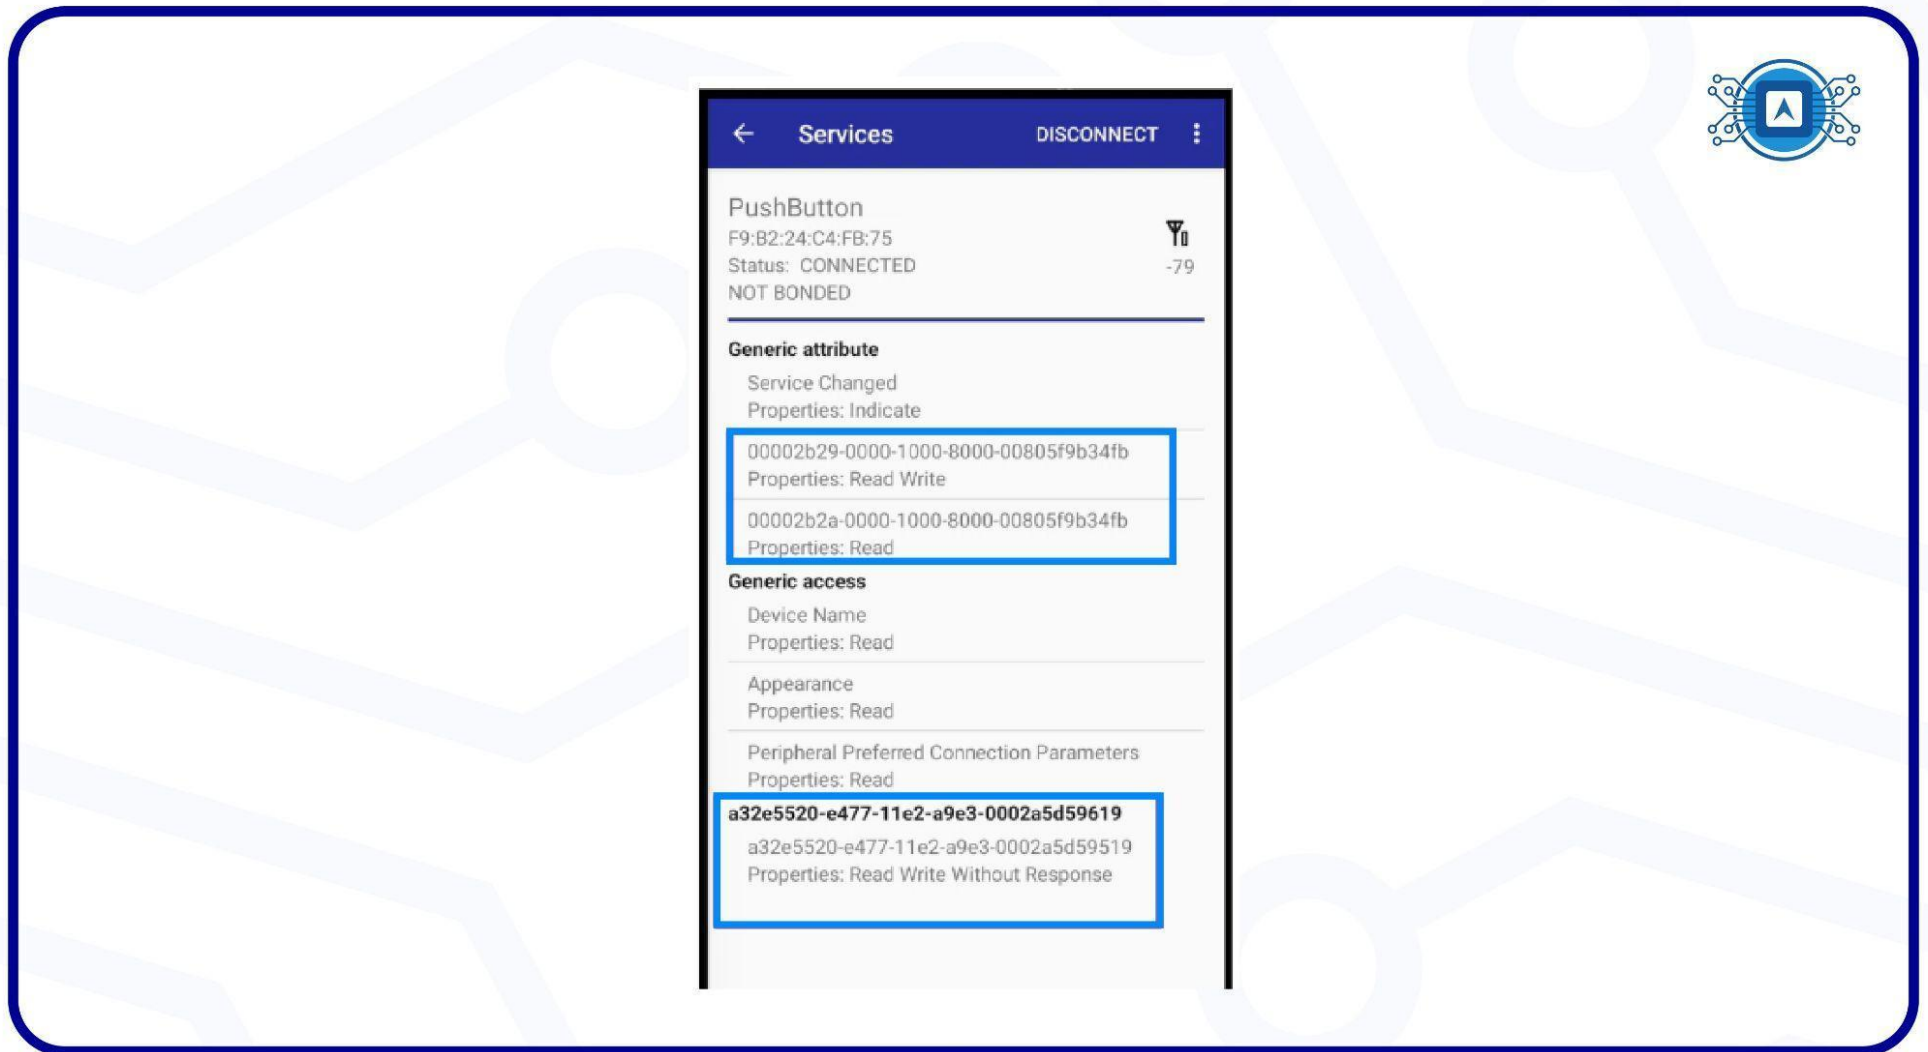 Services DISCONNECT
PushButton
F9:B2:24:C4:FB:75
Status: CONNECTED
-79
NOT BONDED
Generic attribute
Service Changed
Properties: Indicate
00002b29-0000-1000-8000-00805f9b34fb
Properties: Read Write
00002b2a-0000-1000-8000-00805f9b34fb
Properties: Read
Generic access
Device Name
Properties: Read
Appearance
Properties: Read
Peripheral Preferred Connection Parameters
Properties: Read
a32e5520-e477-11e2-a9e3-0002a5d59619
a32e5520-e477-11e2-a9e3-0002a5d59519
Properties: Read Write Without Response